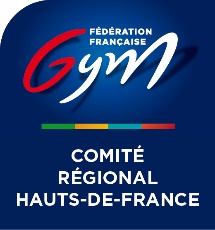 FÉDÉRATION
FRANÇAISE
Gym
COMITÉ
RÉGIONAL
HAUTS-DE-FRANCE